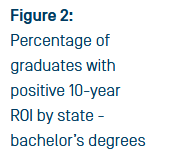 Figure 2:
Percentage of
graduates with
positive 10-year
ROI by state -
bachelor's degrees